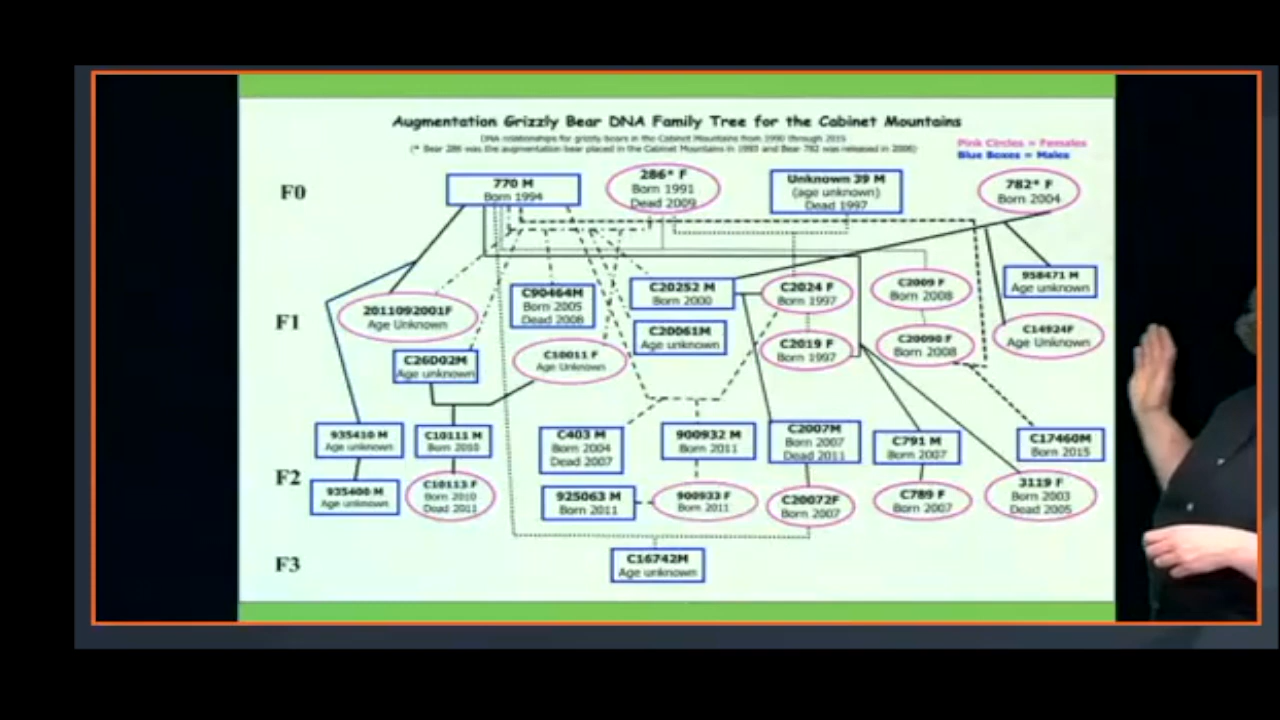 Augmentation Grizzly Bear DNA Family Tree for the Cabinet Mountains
DNA relationships for grizzly bears in the Cabinet Mountains from 1990 through 2015
(* Bear 286 was the augmentation bear placed in the Cabinet Mountains in 1993 and Bear 782 was released in 2006)
Pink Circles = Females
Blue Boxes = Males
F0
770 M
Born 1994
286* F
Born 1991
Dead 2009
Unknown 39 M
(age unknown)
Dead 1997
782* F
Born 2004
F1
2011092001F
Age Unknown
C90464M
Born 2005
Dead 2008
C20252 M
Born 2000
C2024 F
Born 1997
C2009 F
Born 2008
958471 M
Age unknown
C26D02M
Age unknown
C10011 F
Age Unknown
C20061M
Age unknown
C2019 F
Born 1997
C20090 F
Born 2008
C14924F
Age Unknown
F2
935410 M
Age unknown
C10111 M
Born 2010
C403 M
Born 2004
Dead 2007
900932 M
Born 2011
C2007M
Born 2007
Dead 2011
C791 M
Born 2007
C17460M
Born 2015
935400 M
Age unknown
C10113 F
Born 2010
Dead 2011
925063 M
Born 2011
900933 F
Born 2011
C20072F
Born 2007
C789 F
Born 2007
3119 F
Born 2003
Dead 2005
F3
C16742M
Age unknown